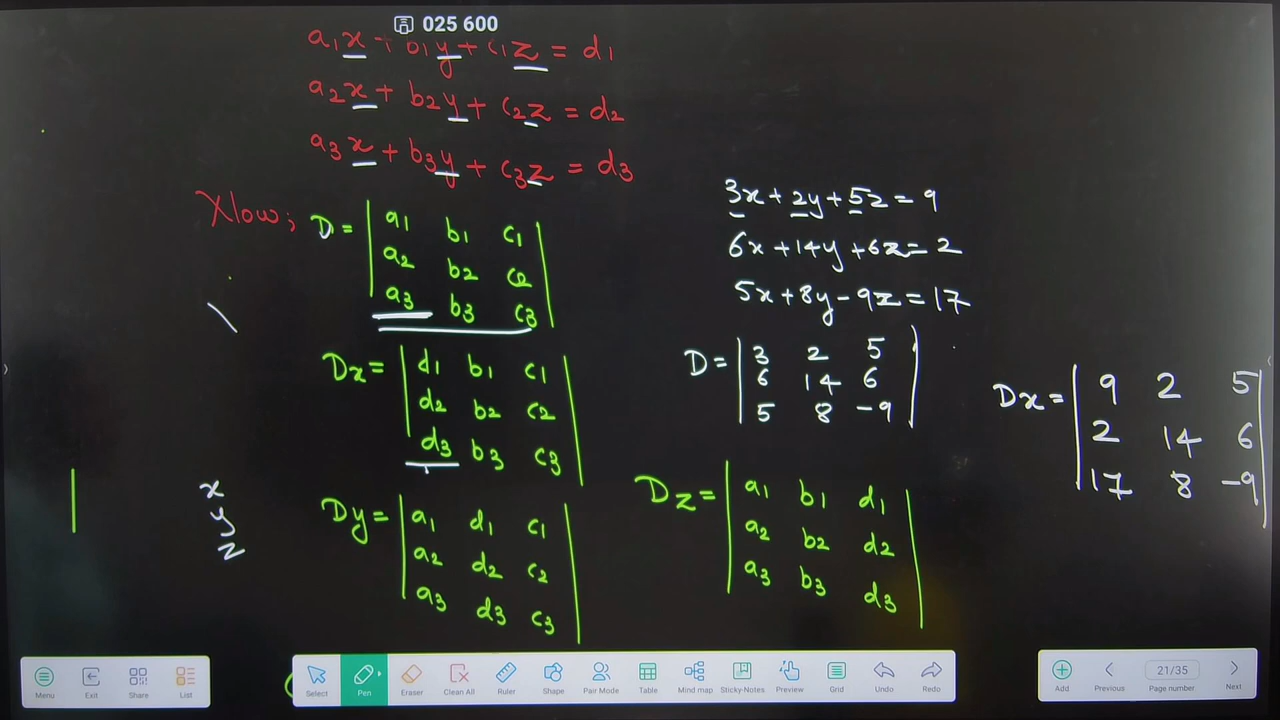 025 600
a1x + b1y + c1z = d1
a2x + b2y + c2z = d2
a3x + b3y + c3z = d3
3x + 2y + 5z = 9
6x + 14y + 6z = 2
5x + 8y - 9z = 17
D = | a1 b1 c1 |
| a2 b2 c2 |
| a3 b3 c3 |
Dx = | d1 b1 c1 |
| d2 b2 c2 |
| d3 b3 c3 |
D = | 3 2 5 |
| 6 14 6 |
| 5 8 -9 |
Dx = | 9 2 5 |
| 2 14 6 |
| 17 8 -9 |
x
y
z
Dy = | a1 d1 c1 |
| a2 d2 c2 |
| a3 d3 c3 |
Dz = | a1 b1 d1 |
| a2 b2 d2 |
| a3 b3 d3 |
Menu Exit Share List
Select Pen Eraser Clean All Ruler Shape Pair Mode Table Mind map Sticky-Notes Preview Grid Undo Redo
Add Previous 21/35 Page number Next